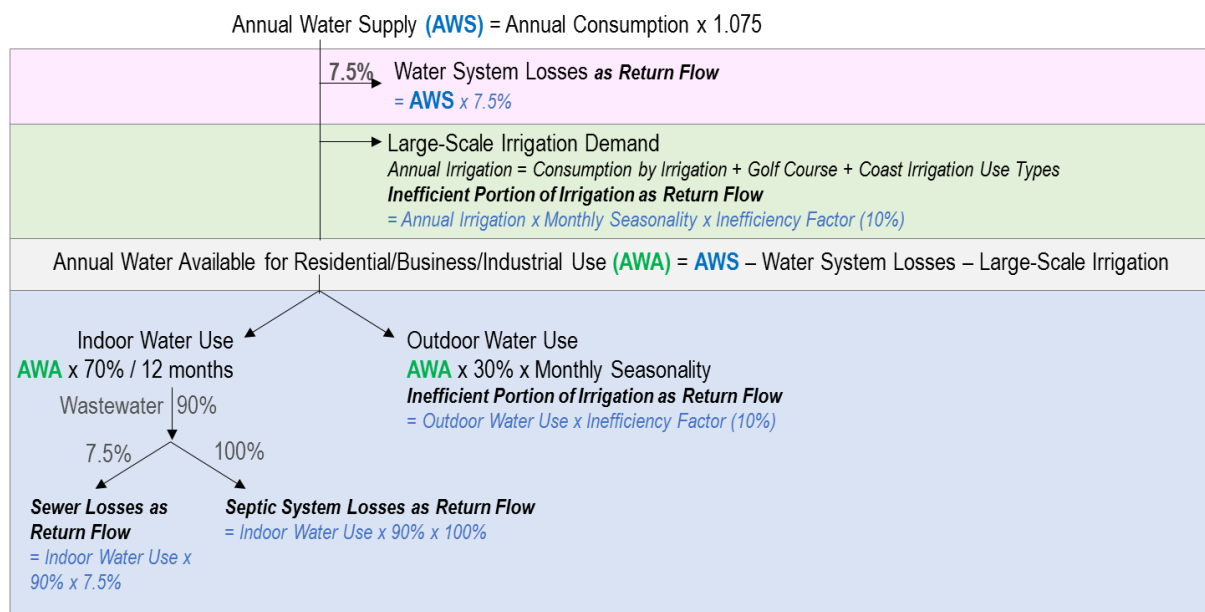 Annual Water Supply (AWS) = Annual Consumption x 1.075
7.5%
Water System Losses as Return Flow
= AWS x 7.5%
Large-Scale Irrigation Demand
Annual Irrigation = Consumption by Irrigation + Golf Course + Coast Irrigation Use Types
Inefficient Portion of Irrigation as Return Flow
= Annual Irrigation x Monthly Seasonality x Inefficiency Factor (10%)
Annual Water Available for Residential/Business/Industrial Use (AWA) = AWS – Water System Losses – Large-Scale Irrigation
Indoor Water Use
AWA x 70% / 12 months
Wastewater 90%
7.5%
100%
Sewer Losses as
Return Flow
= Indoor Water Use x
90% x 7.5%
Septic System Losses as Return Flow
= Indoor Water Use x 90% x 100%
Outdoor Water Use
AWA x 30% x Monthly Seasonality
Inefficient Portion of Irrigation as Return Flow
= Outdoor Water Use x Inefficiency Factor (10%)